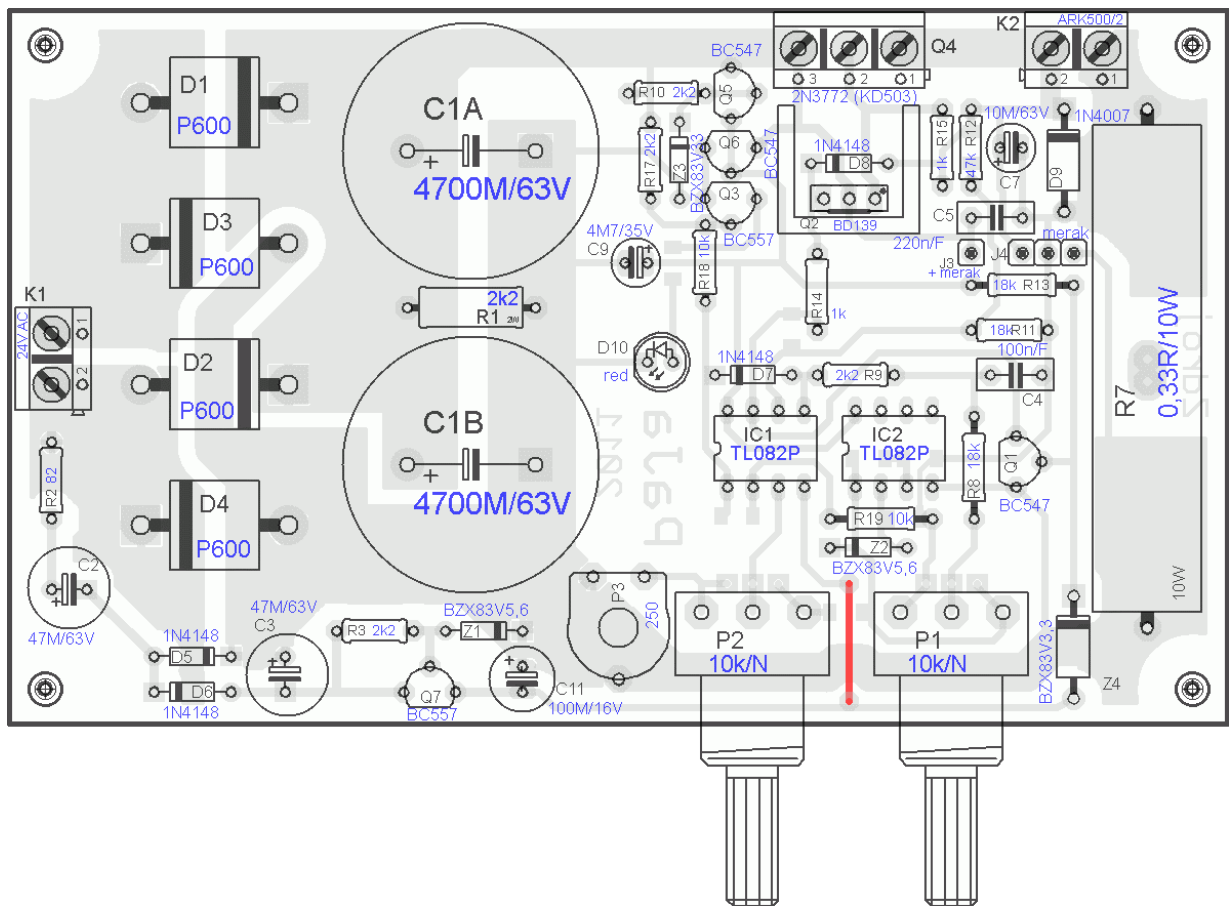 D1
P600
D3
P600
K1
24V AC
1
2
D2
P600
D4
P600
R2 82
C2
47M/63V
C1A
+
4700M/63V
2k2
R1
2W
C1B
+
4700M/63V
R10 2k2
BC547
Q5
Q6
BC547
Q3
BC557
R17 2k2
Z3
BZX83V33
4M7/35V
C9
+
R18 10k
D10
red
3
2
1
Q4
2N3772 (KD503)
K2
ARK500/2
2
1
1N4148
D8
Q2
BD139
R15
1k
R12
47k
10M/63V
+
C7
1N4007
D9
C5
220n/F
J3
+ merak
J4
merak
18k R13
R14
1k
18k R11
100n/F
C4
1N4148
D7
2k2 R9
IC1
TL082P
IC2
TL082P
R8 18k
Q1
BC547
R19 10k
Z2
BZX83V5,6
R7
0,33R/10W
10W
2011
1N4148
D5
D6
1N4148
47M/63V
C3
+
R3 2k2
BZX83V5,6
Z1
Q7
BC557
+
C11
100M/16V
P3
250
P2
10k/N
P1
10k/N
BZX83V3,3
Z4